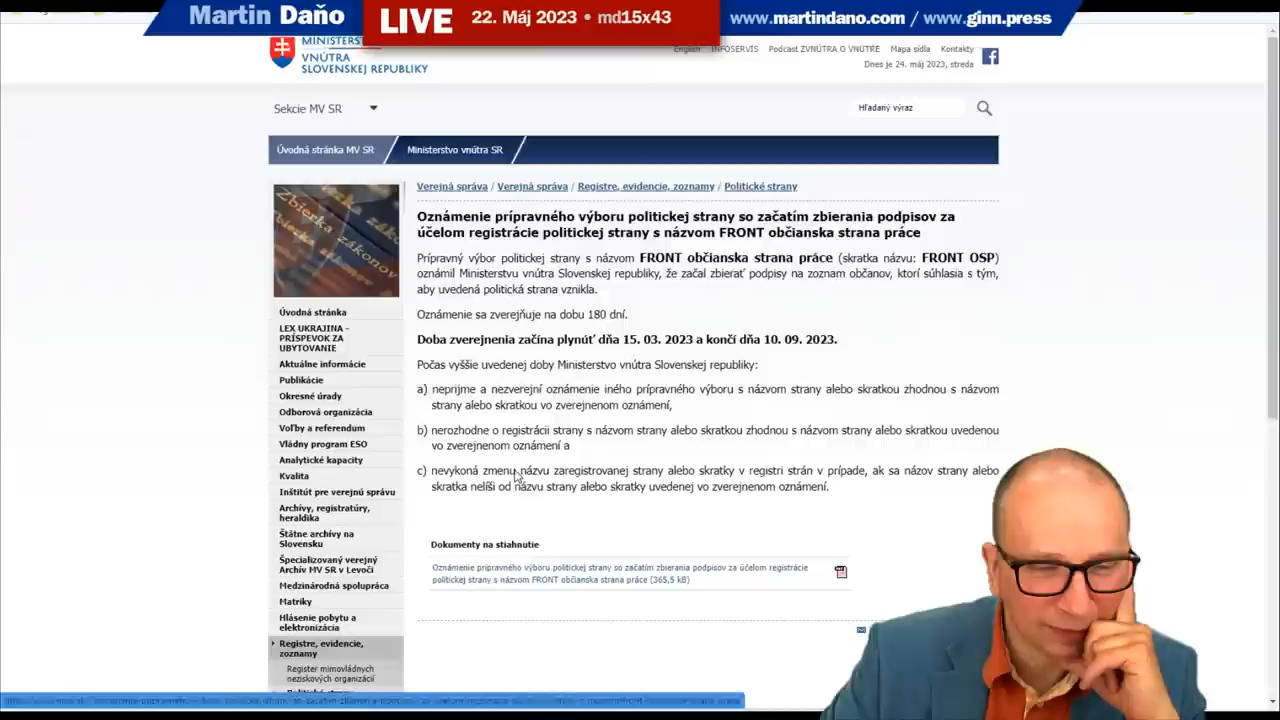 Martin Daňo
LIVE
22. Máj 2023 • md15x43
www.martindano.com / www.ginn.press
MINISTERSTVO
VNÚTRA
SLOVENSKEJ REPUBLIKY
English INFOSERVIS Podcast ZVNÚTRA O VNÚTRE Mapa sídla Kontakty
Dnes je 24. máj 2023, streda
Sekcie MV SR
Hľadaný výraz
Úvodná stránka MV SR
Ministerstvo vnútra SR
Verejná správa / Verejná správa / Registre, evidencie, zoznamy / Politické strany
Oznámenie prípravného výboru politickej strany so začatím zbierania podpisov za
účelom registrácie politickej strany s názvom FRONT občianska strana práce
Prípravný výbor politickej strany s názvom FRONT občianska strana práce (skratka názvu: FRONT OSP)
oznámil Ministerstvu vnútra Slovenskej republiky, že začal zbierať podpisy na zoznam občanov, ktorí súhlasia s tým,
aby uvedená politická strana vznikla.
Oznámenie sa zverejňuje na dobu 180 dní.
Doba zverejnenia začína plynúť dňa 15. 03. 2023 a končí dňa 10. 09. 2023.
Počas vyššie uvedenej doby Ministerstvo vnútra Slovenskej republiky:
a) neprijme a nezverejní oznámenie iného prípravného výboru s názvom strany alebo skratkou zhodnou s názvom
strany alebo skratkou vo zverejnenom oznámení,
b) nerozhodne o registrácii strany s názvom strany alebo skratkou zhodnou s názvom strany alebo skratkou uvedenou
vo zverejnenom oznámení a
c) nevykoná zmenu názvu zaregistrovanej strany alebo skratky v registri strán v prípade, ak sa názov strany alebo
skratka nelíši od názvu strany alebo skratky uvedenej vo zverejnenom oznámení.
Dokumenty na stiahnutie
Oznámenie prípravného výboru politickej strany so začatím zbierania podpisov za účelom registrácie
politickej strany s názvom FRONT občianska strana práce (365,5 kB)
Zbierka zákonov
Úvodná stránka
LEX UKRAJINA -
PRÍSPEVOK ZA
UBYTOVANIE
Aktuálne informácie
Publikácie
Okresné úrady
Odborová organizácia
Voľby a referendum
Vládny program ESO
Analytické kapacity
Kvalita
Inštitút pre verejnú správu
Archívy, registratúry,
heraldika
Štátne archívy na
Slovensku
Špecializovaný verejný
Archív MV SR v Levoči
Medzinárodná spolupráca
Matriky
Hlásenie pobytu a
elektronizácia
Registre, evidencie,
zoznamy
Register mimovládnych
neziskových organizácií
Politické strany